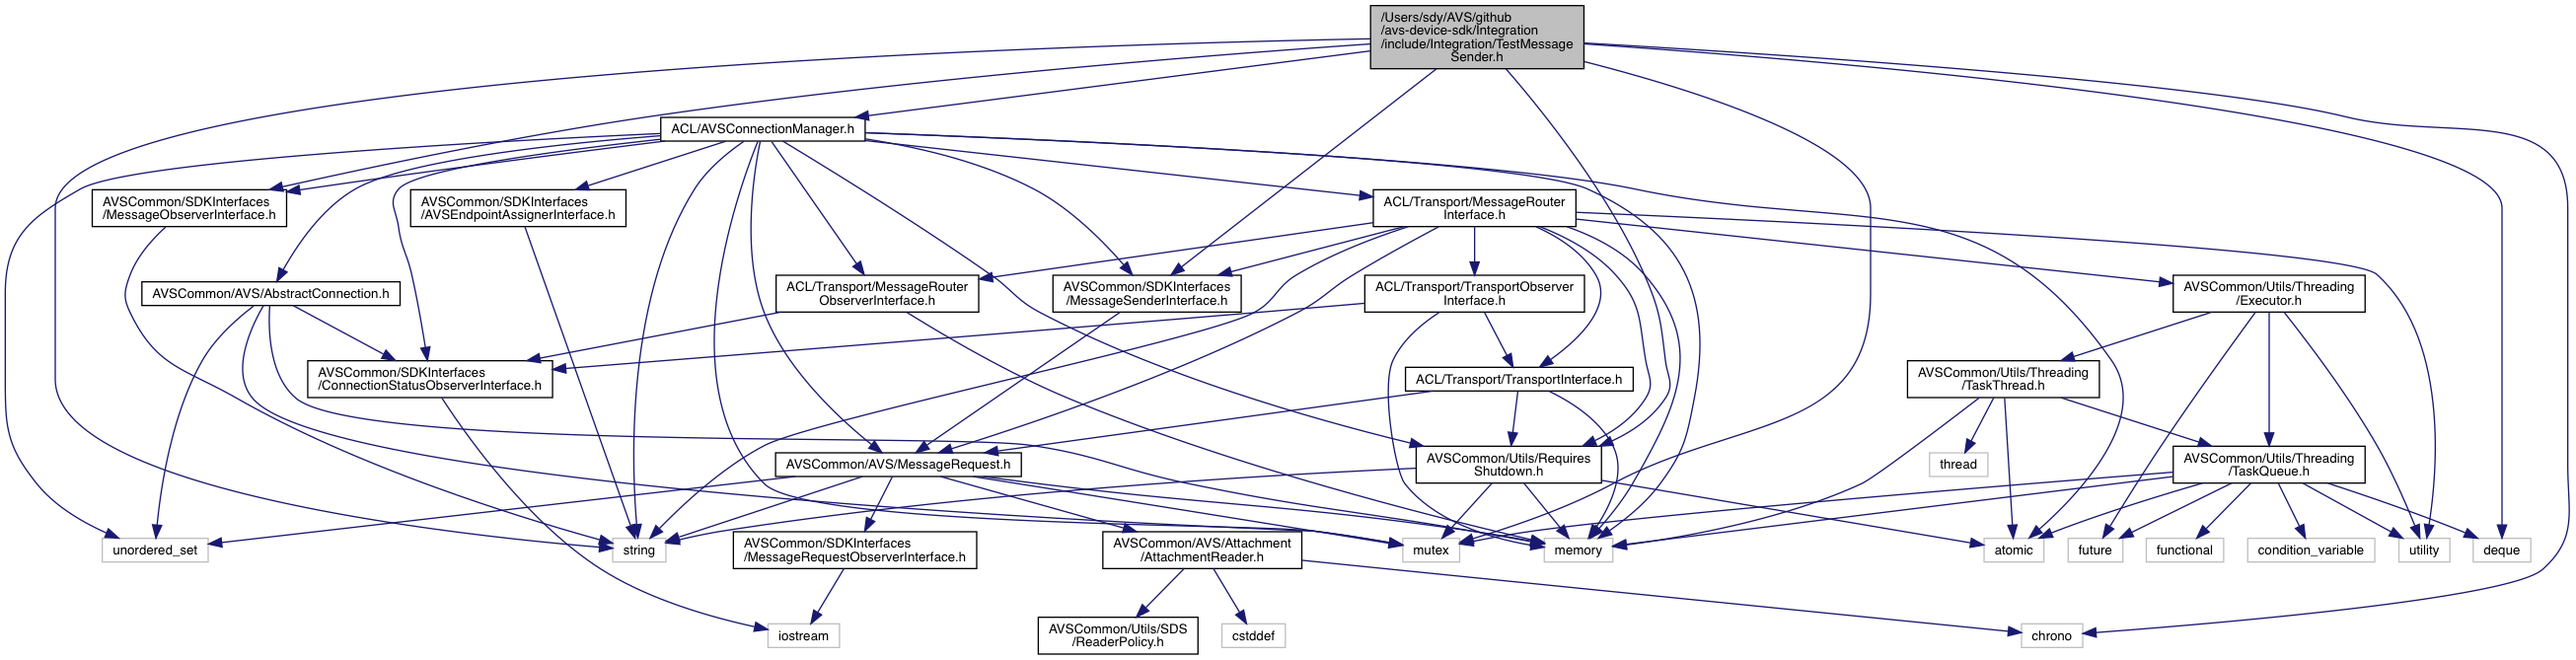 /Users/sdy/AVS/github
/avs-device-sdk/Integration
/include/Integration/TestMessage
Sender.h
ACL/AVSConnectionManager.h
AVSCommon/SDKInterfaces
/MessageObserverInterface.h
AVSCommon/SDKInterfaces
/AVSEndpointAssignerInterface.h
ACL/Transport/MessageRouter
Interface.h
AVSCommon/AVS/AbstractConnection.h
ACL/Transport/MessageRouter
ObserverInterface.h
AVSCommon/SDKInterfaces
/MessageSenderInterface.h
ACL/Transport/TransportObserver
Interface.h
AVSCommon/Utils/Threading
/Executor.h
AVSCommon/SDKInterfaces
/ConnectionStatusObserverInterface.h
ACL/Transport/TransportInterface.h
AVSCommon/Utils/Threading
/TaskThread.h
AVSCommon/AVS/MessageRequest.h
AVSCommon/Utils/Requires
Shutdown.h
thread
AVSCommon/Utils/Threading
/TaskQueue.h
unordered_set
string
AVSCommon/SDKInterfaces
/MessageRequestObserverInterface.h
AVSCommon/AVS/Attachment
/AttachmentReader.h
mutex
memory
atomic
future
functional
condition_variable
utility
deque
iostream
AVSCommon/Utils/SDS
/ReaderPolicy.h
cstddef
chrono